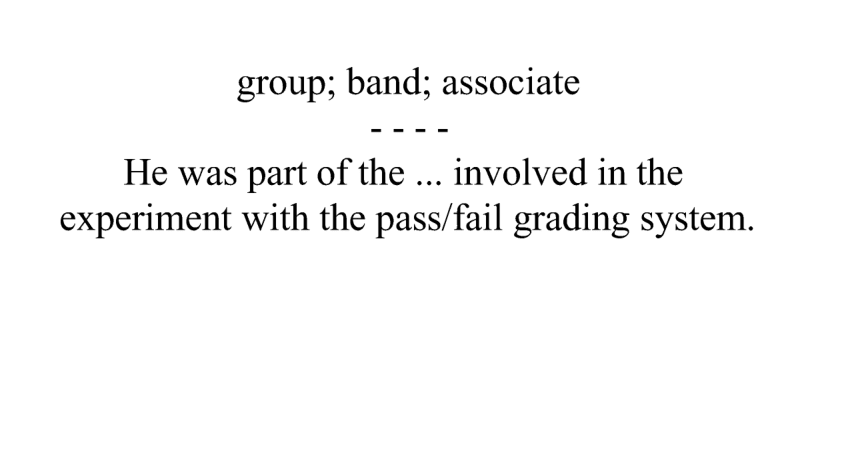 group; band; associate
- - - -
He was part of the ... involved in the
experiment with the pass/fail grading system.